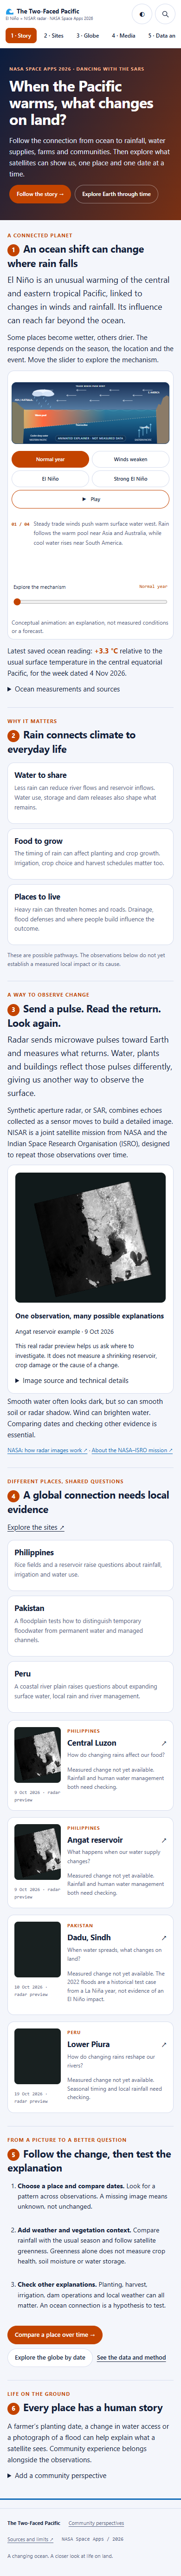 The Two-Faced Pacific
El Niño ↔ La Niña · NASA Space Apps 2026
1 · Story
2 · Sites
3 · Globe
4 · Media
5 · Data an
NASA SPACE APPS 2026 · DANCING WITH THE SARS
When the Pacific
warms, what changes
on land?
Follow the connection from ocean to rainfall, water
supplies, farms and communities. Then explore what
satellites can show us, one place and one date at a
time.
Follow the story →
Explore Earth through time
A CONNECTED PLANET
1 An ocean shift can change
where rain falls
El Niño is an unusual warming of the central
and eastern tropical Pacific, linked to
changes in winds and rainfall. Its influence
can reach far beyond the ocean.
Some places become wetter, others drier. The
response depends on the season, the location and the
event. Move the slider to explore the mechanism.
Normal year
Winds weaken
El Niño
Strong El Niño
▶ Play
01 / 04
Steady trade winds push warm surface water west. Rain
follows the warm pool near Asia and Australia, while
cool water rises near South America.
Explore the mechanism
Normal year
Conceptual animation: an explanation, not measured conditions
or a forecast.
Latest saved ocean reading: +3.3 °C relative to the
usual surface temperature in the central equatorial
Pacific, for the week dated 4 Nov 2026.
▶ Ocean measurements and sources
WHY IT MATTERS
2 Rain connects climate to
everyday life
Water to share
Less rain can reduce river flows and reservoir inflows.
Water use, storage and dam releases also shape what
remains.
Food to grow
The timing of rain can affect planting and crop growth.
Irrigation, crop choice and harvest schedules matter too.
Places to live
Heavy rain can threaten homes and roads. Drainage,
flood defenses and where people build influence the
outcome.
These are possible pathways. The observations below do not yet
establish a measured local impact or its cause.
A WAY TO OBSERVE CHANGE
3 Send a pulse. Read the return.
Look again.
Radar sends microwave pulses toward Earth
and measures what returns. Water, plants
and buildings reflect those pulses differently,
giving us another way to observe the
surface.
Synthetic aperture radar, or SAR, combines echoes
collected as a sensor moves to build a detailed image.
NISAR is a joint satellite mission from NASA and the
Indian Space Research Organisation (ISRO), designed
to repeat those observations over time.
One observation, many possible explanations
Angat reservoir example · 9 Oct 2026
This real radar preview helps us ask where to
investigate. It does not measure a shrinking reservoir,
crop damage or the cause of a change.
▶ Image source and technical details
Smooth water often looks dark, but so can smooth
soil or radar shadow. Wind can brighten water.
Comparing dates and checking other evidence is
essential.
NASA: how radar images work ↗ · About the NASA–ISRO mission ↗
DIFFERENT PLACES, SHARED QUESTIONS
4 A global connection needs local
evidence
Explore the sites ↗
Philippines
Rice fields and a reservoir raise questions about rainfall,
irrigation and water use.
Pakistan
A floodplain tests how to distinguish temporary
floodwater from permanent water and managed
channels.
Peru
A coastal river plain raises questions about expanding
surface water, local rain and river management.
PHILIPPINES
Central Luzon ↗
How do changing rains affect our food?
Measured change not yet available.
Rainfall and human water management
both need checking.
9 Oct 2026 · radar
preview
PHILIPPINES
Angat reservoir ↗
What happens when our water supply
changes?
Measured change not yet available.
Rainfall and human water management
both need checking.
9 Oct 2026 · radar
preview
PAKISTAN
Dadu, Sindh ↗
When water spreads, what changes on
land?
Measured change not yet available. The
2022 floods are a historical test case
from a La Niña year, not evidence of an
El Niño impact.
10 Oct 2026 ·
radar preview
PERU
Lower Piura ↗
How do changing rains reshape our
rivers?
Measured change not yet available.
Seasonal timing and local rainfall need
checking.
10 Oct 2026 ·
radar preview
FROM A PICTURE TO A BETTER QUESTION
5 Follow the change, then test the
explanation
1. Choose a place and compare dates. Look for a
pattern across observations. A missing image means
unknown, not unchanged.
2. Add weather and vegetation context. Compare
rainfall with the usual season and follow satellite
greenness. Greenness alone does not measure crop
health, soil moisture or water storage.
3. Check other explanations. Planting, harvest,
irrigation, dam operations and local weather can all
matter. An ocean connection is a hypothesis to test.
Compare a place over time →
Explore the globe by date
See the data and method
LIFE ON THE GROUND
6 Every place has a human story
A farmer's planting date, a change in water access or
a photograph of a flood can help explain what a
satellite sees. Community experience belongs
alongside the observations.
▶ Add a community perspective
The Two-Faced Pacific
Community perspectives
Sources and limits ↗
NASA Space Apps / 2026
A changing ocean. A closer look at life on land.